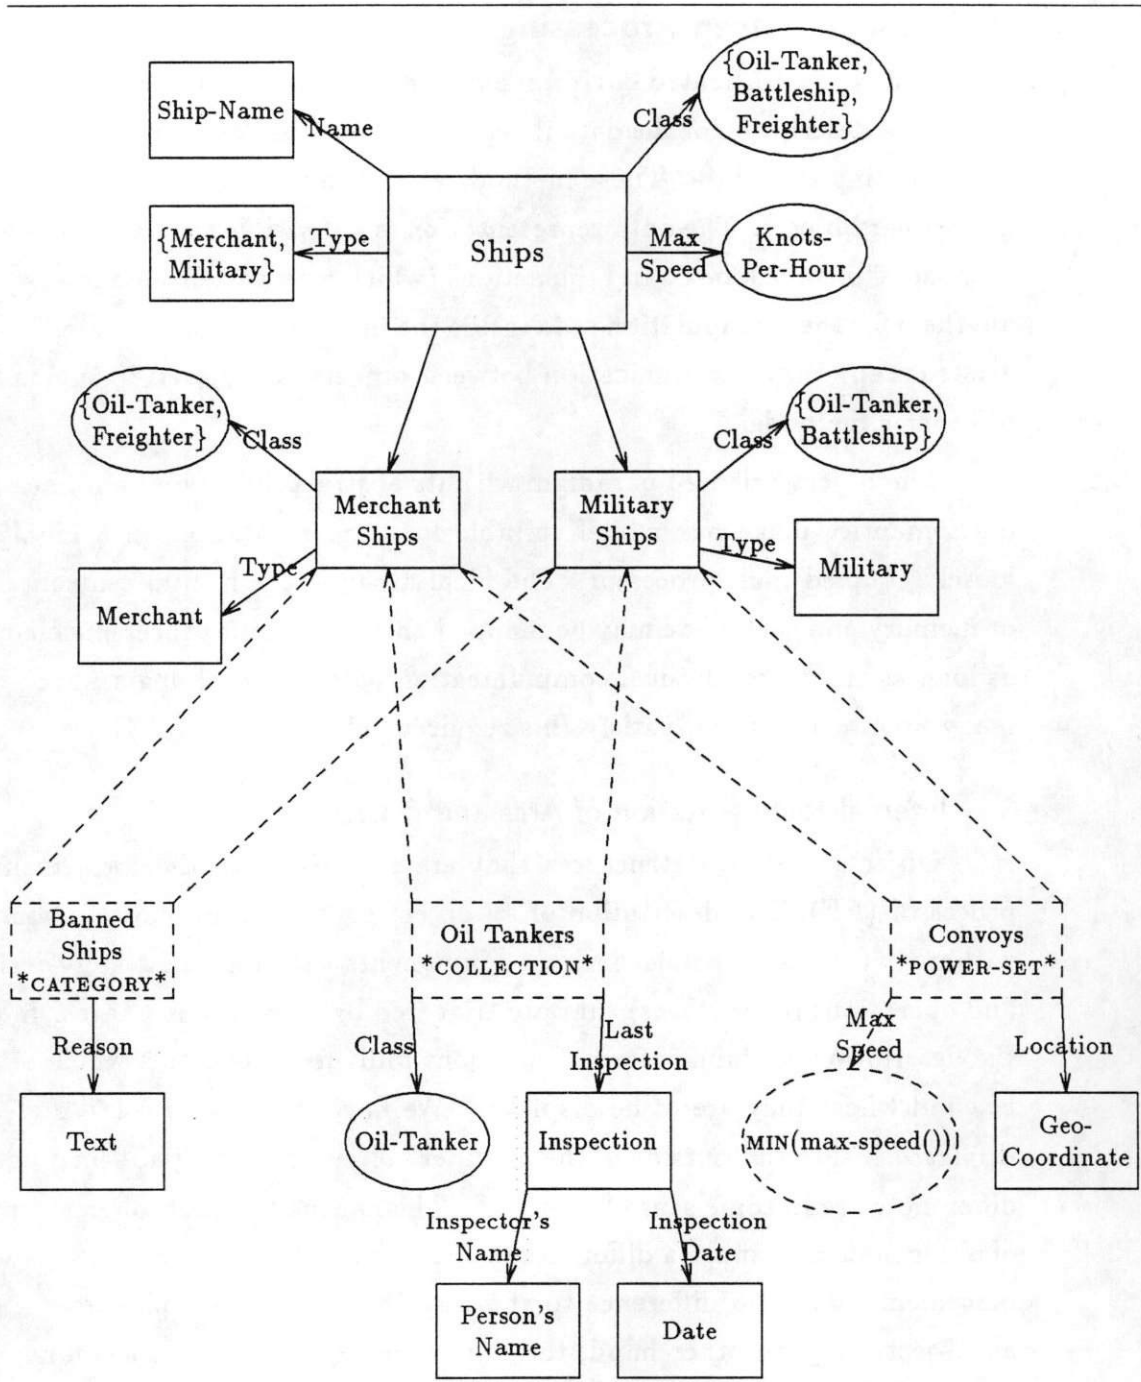 {Oil-Tanker,
Battleship,
Freighter}
Ship-Name
Name
Class
{Merchant,
Military}
Type
Ships
Max
Speed
Knots-
Per-Hour
{Oil-Tanker,
Freighter}
Class
{Oil-Tanker,
Battleship}
Class
Merchant
Ships
Military
Ships
Type
Merchant
Type
Military
Banned
Ships
*CATEGORY*
Oil Tankers
*COLLECTION*
Convoys
*POWER-SET*
Reason
Class
Last
Inspection
Max
Speed
Location
Text
Oil-Tanker
Inspection
MIN(max-speed())
Geo-
Coordinate
Inspector's
Name
Inspection
Date
Person's
Name
Date